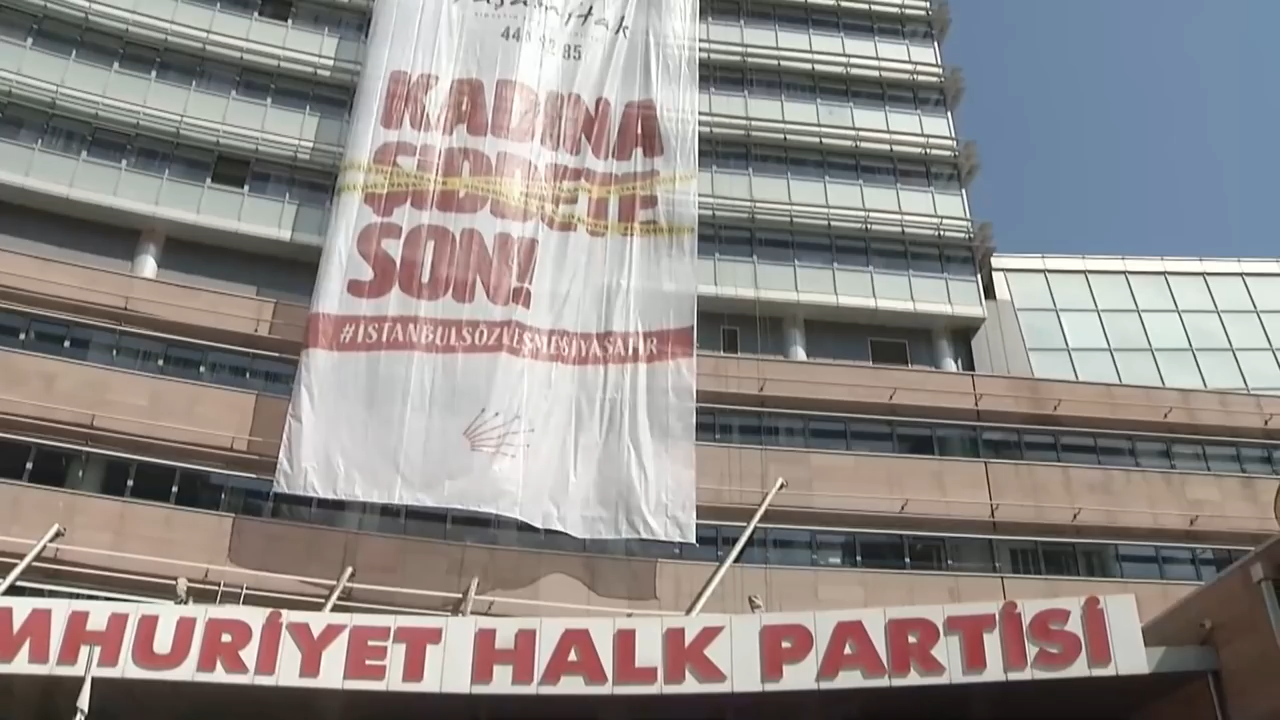 KADINA
ŞİDDETE
SON!
#İSTANBULSÖZLEŞMESİYAŞATIR
MHURİYET HALK PARTİSİ